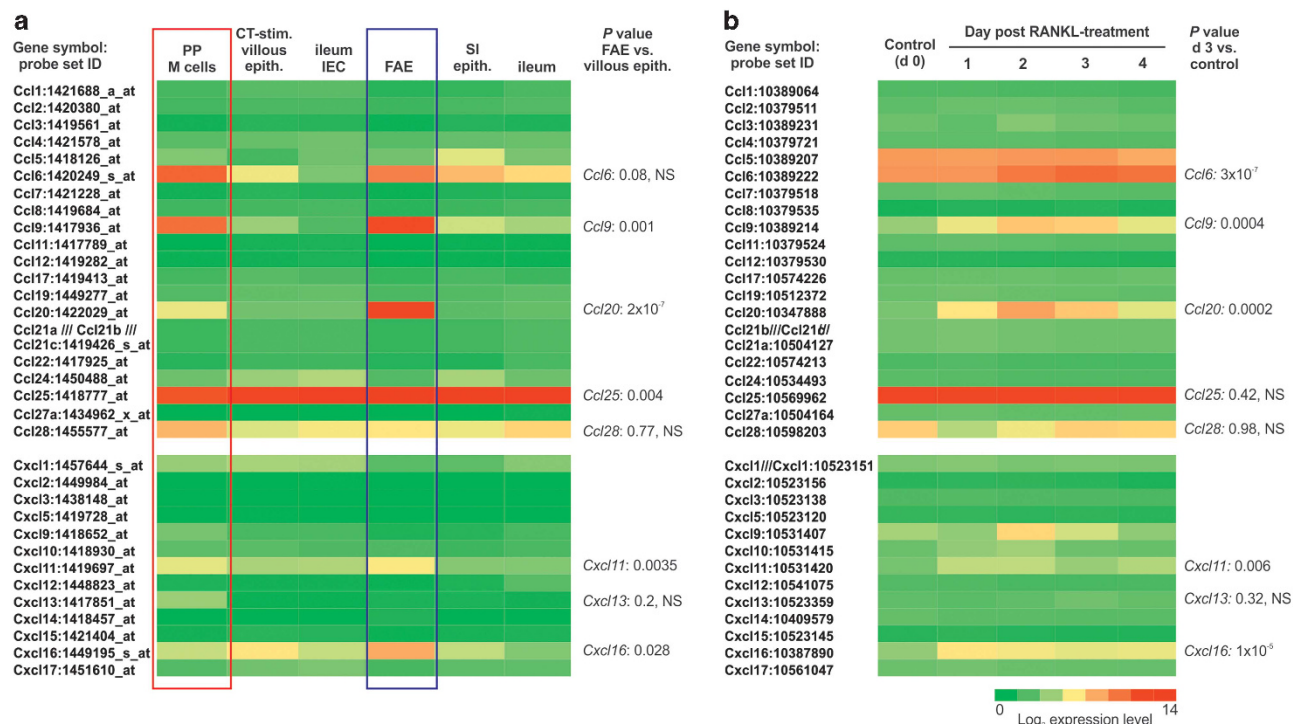 a
Gene symbol:
probe set ID
PP
M cells
CT-stim.
villous
epith.
ileum
IEC
FAE
SI
epith.
ileum
P value
FAE vs.
villous epith.
Ccl1:1421688_a_at
Ccl2:1420380_at
Ccl3:1419561_at
Ccl4:1421578_at
Ccl5:1418126_at
Ccl6:1420249_s_at
Ccl7:1421228_at
Ccl8:1419684_at
Ccl9:1417936_at
Ccl11:1417789_at
Ccl12:1419282_at
Ccl17:1419413_at
Ccl19:1449277_at
Ccl20:1422029_at
Ccl21a /// Ccl21b ///
Ccl21c:1419426_s_at
Ccl22:1417925_at
Ccl24:1450488_at
Ccl25:1418777_at
Ccl27a:1434962_x_at
Ccl28:1455577_at
Ccl6: 0.08, NS
Ccl9: 0.001
Ccl20: 2x10-7
Ccl25: 0.004
Ccl28: 0.77, NS
Cxcl1:1457644_s_at
Cxcl2:1449984_at
Cxcl3:1438148_at
Cxcl5:1419728_at
Cxcl9:1418652_at
Cxcl10:1418930_at
Cxcl11:1419697_at
Cxcl12:1448823_at
Cxcl13:1417851_at
Cxcl14:1418457_at
Cxcl15:1421404_at
Cxcl16:1449195_s_at
Cxcl17:1451610_at
Cxcl11: 0.0035
Cxcl13: 0.2, NS
Cxcl16: 0.028
b
Gene symbol:
probe set ID
Control
(d 0)
Day post RANKL-treatment
1 2 3 4
P value
d 3 vs.
control
Ccl1:10389064
Ccl2:10379511
Ccl3:10389231
Ccl4:10379721
Ccl5:10389207
Ccl6:10389222
Ccl7:10379518
Ccl8:10379535
Ccl9:10389214
Ccl11:10379524
Ccl12:10379530
Ccl17:10574226
Ccl19:10512372
Ccl20:10347888
Ccl21b///Ccl21c//
Ccl21a:10504127
Ccl22:10574213
Ccl24:10534493
Ccl25:10569962
Ccl27a:10504164
Ccl28:10598203
Ccl6: 3x10-7
Ccl9: 0.0004
Ccl20: 0.0002
Ccl25: 0.42, NS
Ccl28: 0.98, NS
Cxcl1///Cxcl1:10523151
Cxcl2:10523156
Cxcl3:10523138
Cxcl5:10523120
Cxcl9:10531407
Cxcl10:10531415
Cxcl11:10531420
Cxcl12:10541075
Cxcl13:10523359
Cxcl14:10409579
Cxcl15:10523145
Cxcl16:10387890
Cxcl17:10561047
Cxcl11: 0.006
Cxcl13: 0.32, NS
Cxcl16: 1x10-5
0 14
Log2 expression level